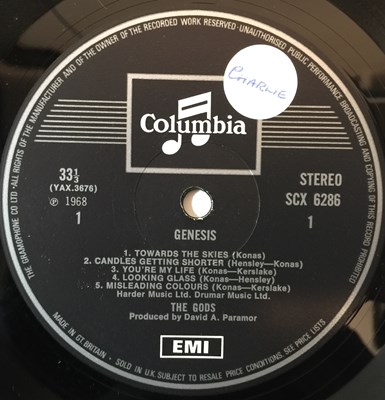 THE GRAMOPHONE CO LTD·ALL RIGHTS OF THE MANUFACTURER AND OF THE OWNER OF THE RECORDED WORK RESERVED·UNAUTHORISED PUBLIC PERFORMANCE BROADCASTING AND COPYING OF THIS RECORD PROHIBITED
CHARLIE
Columbia
33⅓
(YAX.3676)
℗ 1968
1
STEREO
SCX 6286
1
GENESIS
1. TOWARDS THE SKIES (Konas)
2. CANDLES GETTING SHORTER (Hensley—Konas)
3. YOU'RE MY LIFE (Konas—Kerslake)
4. LOOKING GLASS (Konas—Hensley)
5. MISLEADING COLOURS (Konas—Kerslake)
Harder Music Ltd. Drumar Music Ltd.
THE GODS
Produced by David A. Paramor
EMI
MADE IN GT BRITAIN · SOLD IN U.K. SUBJECT TO RESALE PRICE CONDITIONS, SEE PRICE LISTS